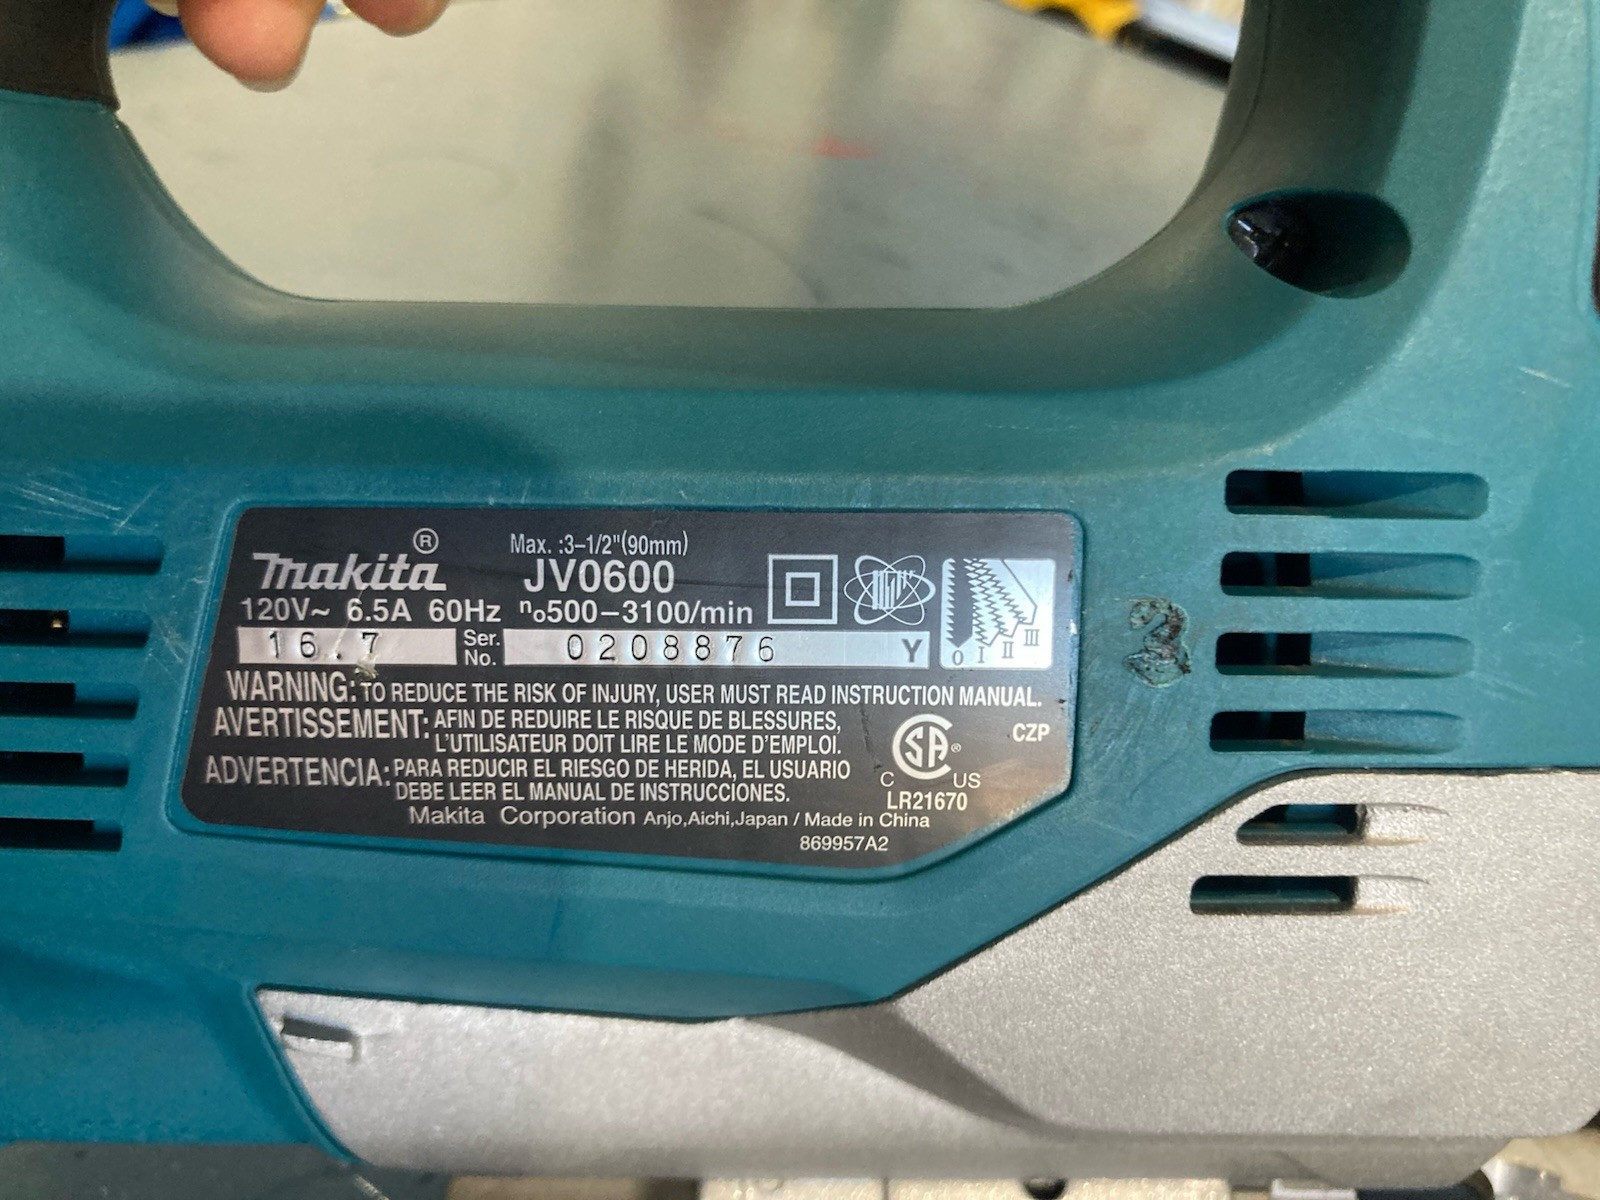 makita®
Max. :3-1/2"(90mm)
JV0600
120V~ 6.5A 60Hz no500-3100/min
16.7 Ser. No. 0208876 Y
0 I II III
WARNING: TO REDUCE THE RISK OF INJURY, USER MUST READ INSTRUCTION MANUAL.
AVERTISSEMENT: AFIN DE REDUIRE LE RISQUE DE BLESSURES,
L'UTILISATEUR DOIT LIRE LE MODE D'EMPLOI.
ADVERTENCIA: PARA REDUCIR EL RIESGO DE HERIDA, EL USUARIO
DEBE LEER EL MANUAL DE INSTRUCCIONES.
CZP
C SA® US
LR21670
Makita Corporation Anjo,Aichi,Japan / Made in China
869957A2
3